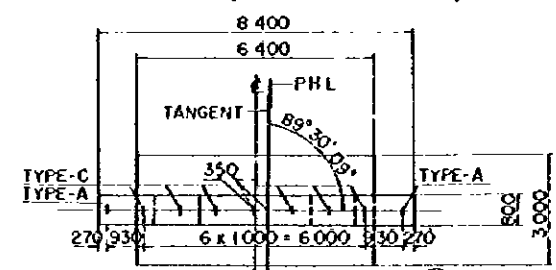 8 400
6 400
℄ PHL
TANGENT
89°30'09"
TYPE-C
TYPE-A
350
TYPE-A
800
3 000
270 930 6 x 1000 = 6 000 930 270